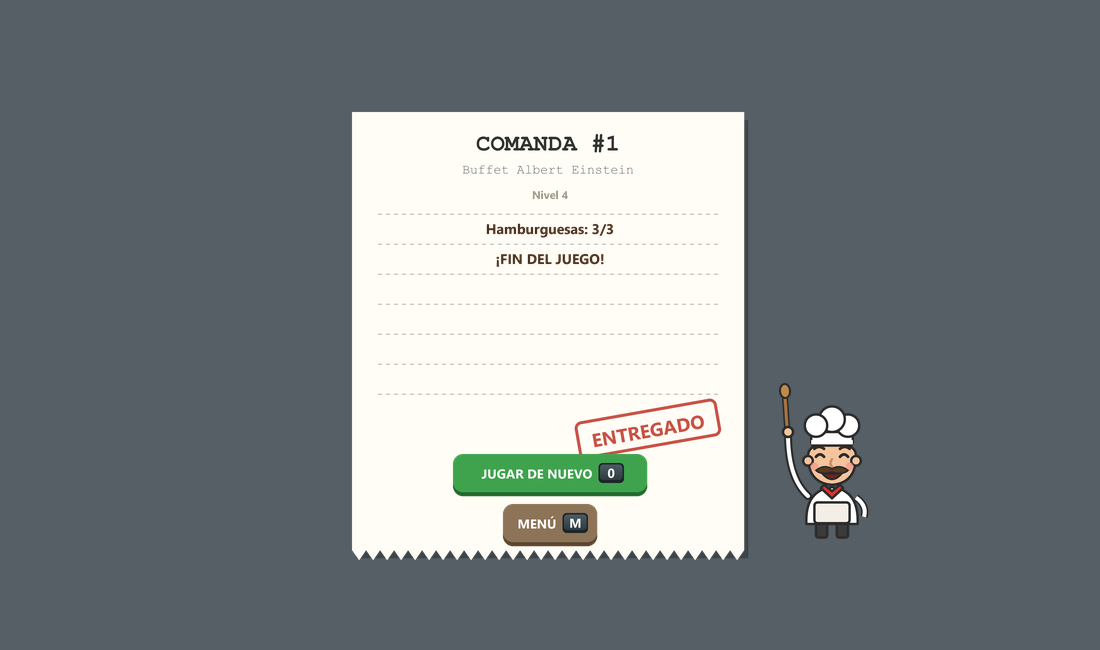 COMANDA #1
Buffet Albert Einstein
Nivel 4
Hamburguesas: 3/3
¡FIN DEL JUEGO!
ENTREGADO
JUGAR DE NUEVO 0
MENÚ M